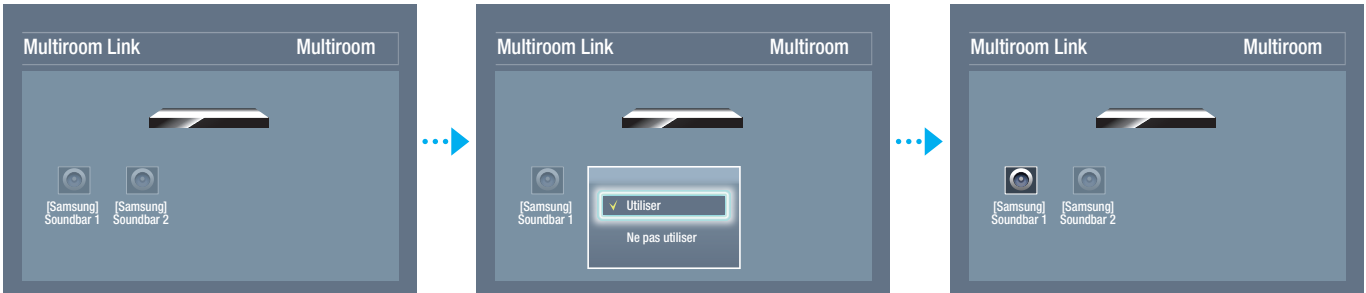 Multiroom Link Multiroom
[Samsung] Soundbar 1
[Samsung] Soundbar 2
Multiroom Link Multiroom
[Samsung] Soundbar 1
Utiliser
Ne pas utiliser
Multiroom Link Multiroom
[Samsung] Soundbar 1
[Samsung] Soundbar 2